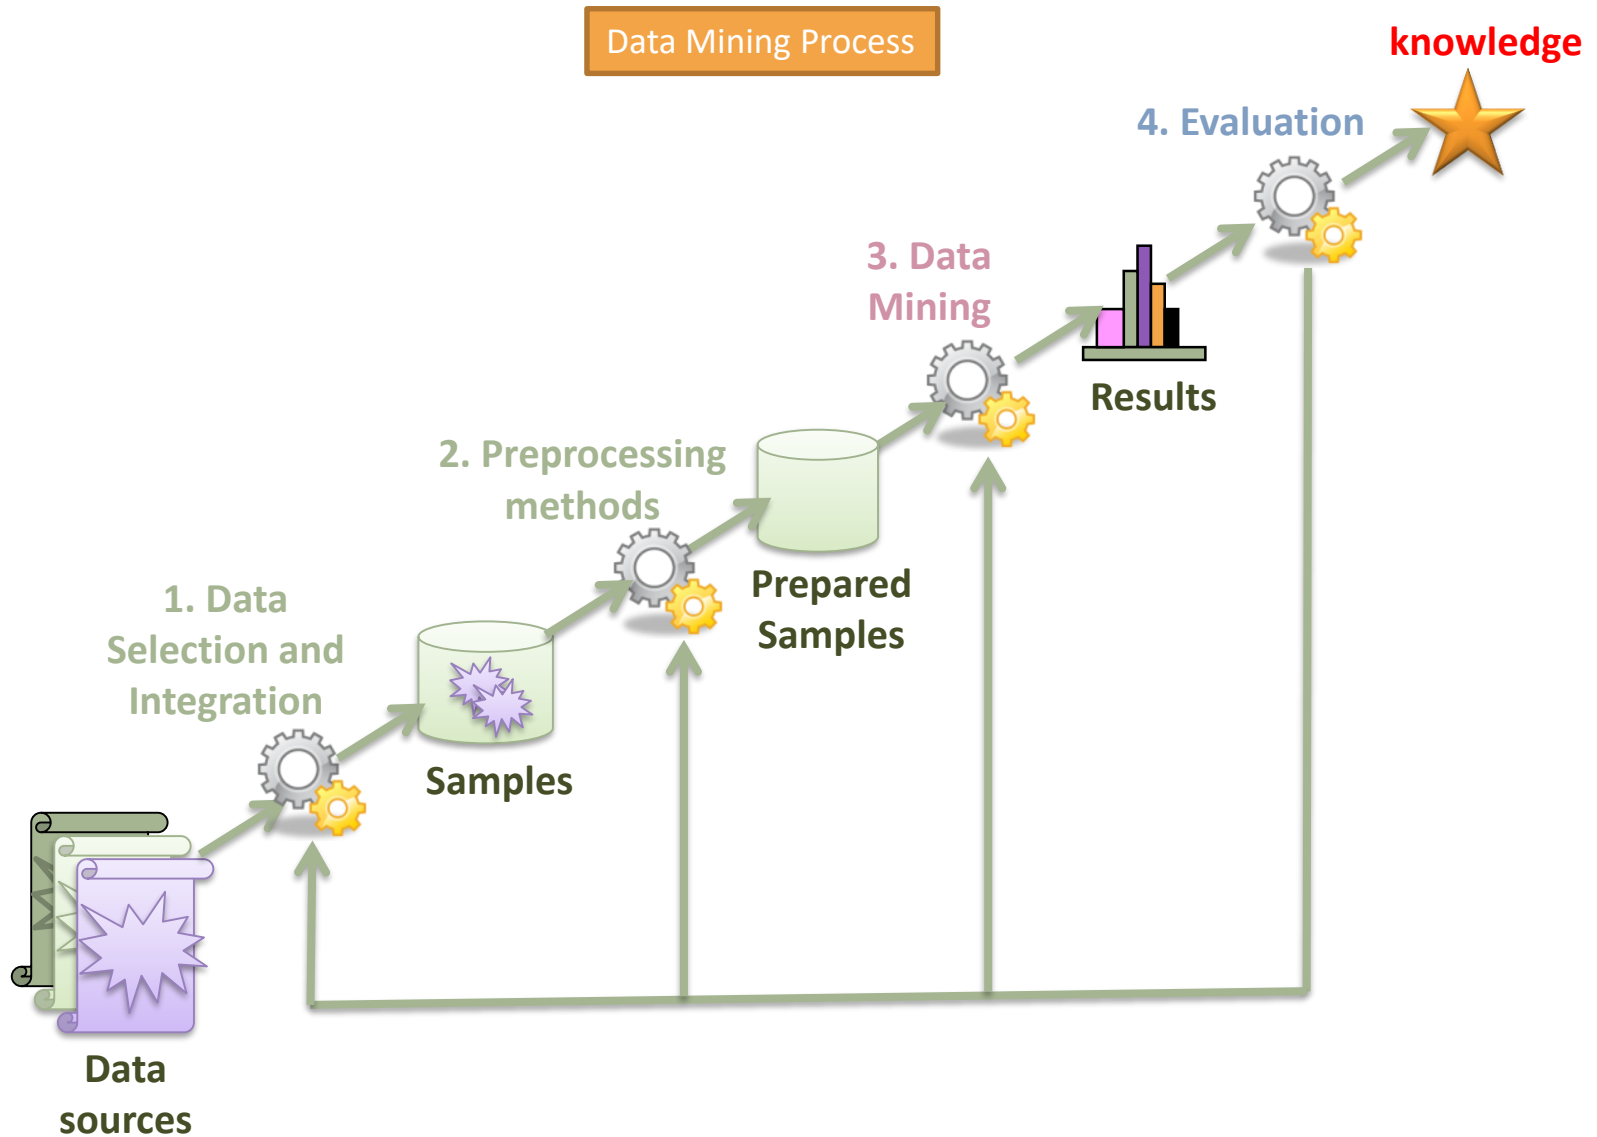 Data Mining Process
knowledge
4. Evaluation
3. Data
Mining
Results
2. Preprocessing
methods
Prepared
Samples
1. Data
Selection and
Integration
Samples
Data
sources